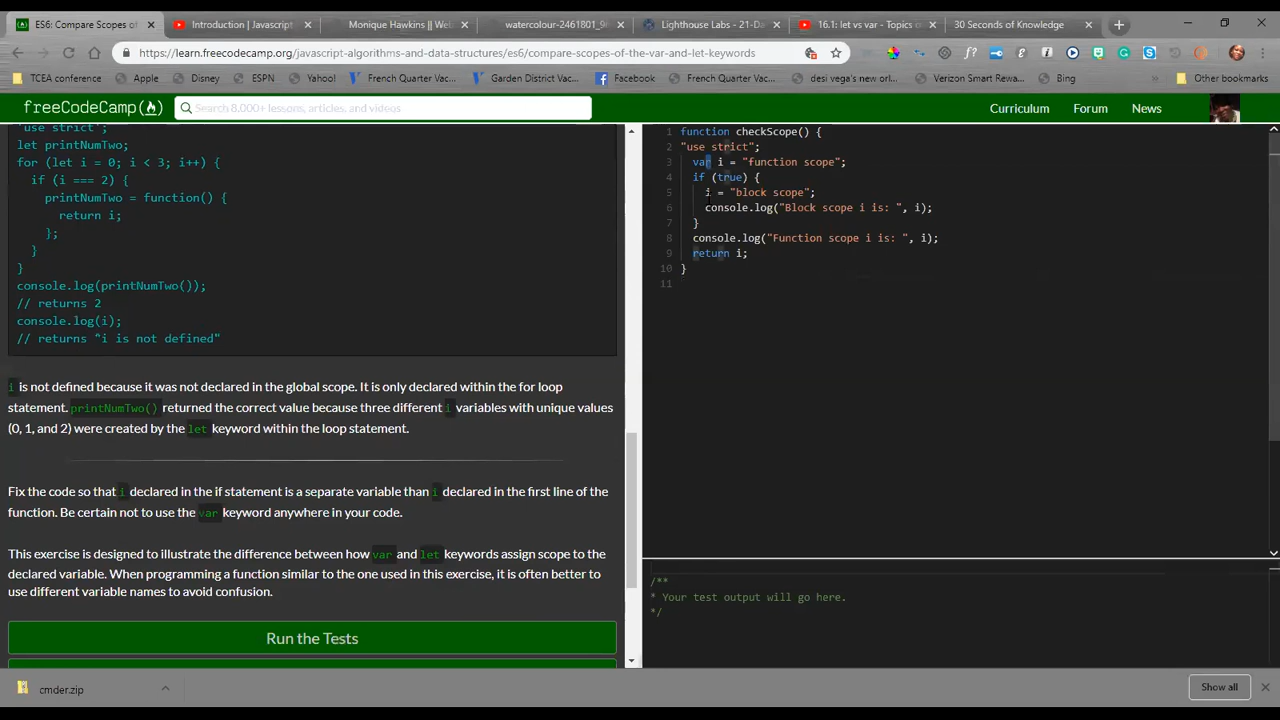 ES6: Compare Scopes
Introduction | Javascript
Monique Hawkins || We
watercolour-2461801_9
Lighthouse Labs - 21-Da
16.1: let vs var - Topics o
30 Seconds of Knowledge
https://learn.freecodecamp.org/javascript-algorithms-and-data-structures/es6/compare-scopes-of-the-var-and-let-keywords
TCEA conference
Apple
Disney
ESPN
Yahoo!
French Quarter Vac...
Garden District Vac...
Facebook
French Quarter Vac...
desi vega's new orl...
Verizon Smart Rewa...
Bing
»
Other bookmarks
freeCodeCamp
Search 8,000+ lessons, articles, and videos
Curriculum
Forum
News
"use strict";
let printNumTwo;
for (let i = 0; i < 3; i++) {
if (i === 2) {
printNumTwo = function() {
return i;
};
}
}
console.log(printNumTwo());
// returns 2
console.log(i);
// returns "i is not defined"
i is not defined because it was not declared in the global scope. It is only declared within the for loop
statement. printNumTwo() returned the correct value because three different i variables with unique values
(0, 1, and 2) were created by the let keyword within the loop statement.
Fix the code so that i declared in the if statement is a separate variable than i declared in the first line of the
function. Be certain not to use the var keyword anywhere in your code.
This exercise is designed to illustrate the difference between how var and let keywords assign scope to the
declared variable. When programming a function similar to the one used in this exercise, it is often better to
use different variable names to avoid confusion.
Run the Tests
1 function checkScope() {
2 "use strict";
3 var i = "function scope";
4 if (true) {
5 i = "block scope";
6 console.log("Block scope i is: ", i);
7 }
8 console.log("Function scope i is: ", i);
9 return i;
10 }
11
/**
* Your test output will go here.
*/
cmder.zip
Show all